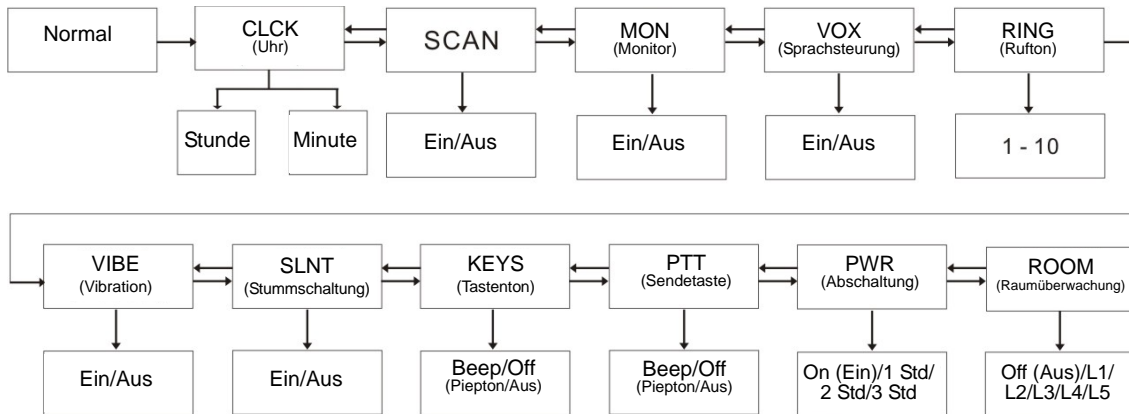 Normal
CLCK
(Uhr)
SCAN
MON
(Monitor)
VOX
(Sprachsteurung)
RING
(Rufton)
Stunde
Minute
Ein/Aus
Ein/Aus
Ein/Aus
1 - 10
VIBE
(Vibration)
SLNT
(Stummschaltung)
KEYS
(Tastenton)
PTT
(Sendetaste)
PWR
(Abschaltung)
ROOM
(Raumüberwachung)
Ein/Aus
Ein/Aus
Beep/Off
(Piepton/Aus)
Beep/Off
(Piepton/Aus)
On (Ein)/1 Std/
2 Std/3 Std
Off (Aus)/L1/
L2/L3/L4/L5